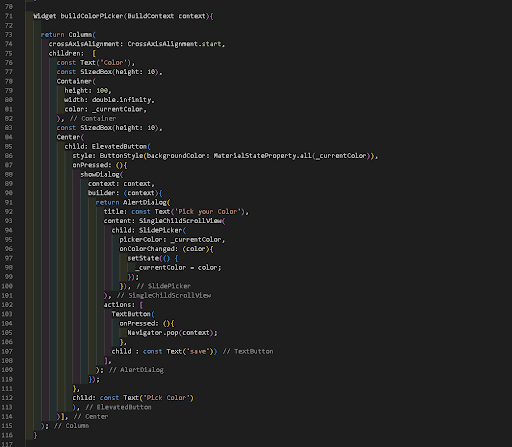 70
71 Widget buildColorPicker(BuildContext context){
72
73 return Column(
74 crossAxisAlignment: CrossAxisAlignment.start,
75 children: [
76 const Text('Color'),
77 const SizedBox(height: 10),
78 Container(
79 height: 100,
80 width: double.infinity,
81 color: _currentColor,
82 ), // Container
83 const SizedBox(height: 10),
84 Center(
85 child: ElevatedButton(
86 style: ButtonStyle(backgroundColor: MaterialStateProperty.all(_currentColor)),
87 onPressed: (){
88 showDialog(
89 context: context,
90 builder: (context){
91 return AlertDialog(
92 title: const Text('Pick your Color'),
93 content: SingleChildScrollView(
94 child: SlidePicker(
95 pickerColor: _currentColor,
96 onColorChanged: (color){
97 setState(() {
98 _currentColor = color;
99 });
100 }), // SlidePicker
101 ), // SingleChildScrollView
102 actions: [
103 TextButton(
104 onPressed: (){
105 Navigator.pop(context);
106 },
107 child : const Text('save')) // TextButton
108 ],
109 ); // AlertDialog
110 });
111 },
112 child: const Text('Pick Color')
113 ), // ElevatedButton
114 )], // Center
115 ); // Column
116 }
117